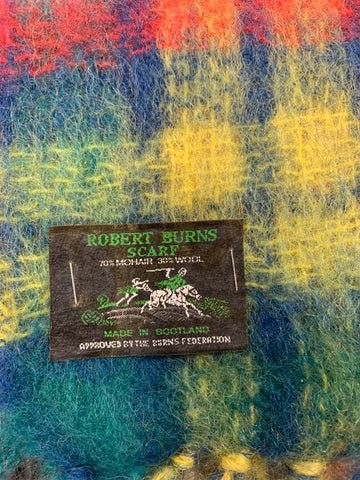 ROBERT BURNS
SCARF
70% MOHAIR 30% WOOL
MADE IN SCOTLAND
APPROVED BY THE BURNS FEDERATION